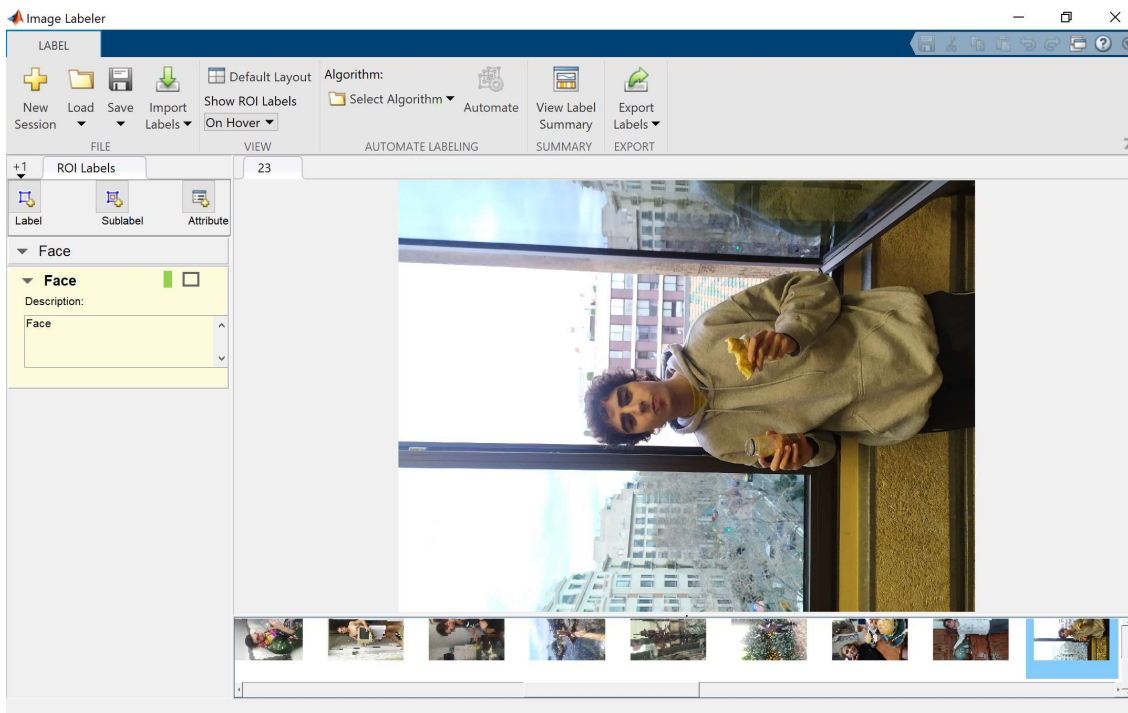 Image Labeler
LABEL
New Session
Load
Save
Import Labels
FILE
Default Layout
Show ROI Labels
On Hover
VIEW
Algorithm:
Select Algorithm
Automate
AUTOMATE LABELING
View Label Summary
SUMMARY
Export Labels
EXPORT
+1
ROI Labels
23
Label
Sublabel
Attribute
Face
Face
Description:
Face